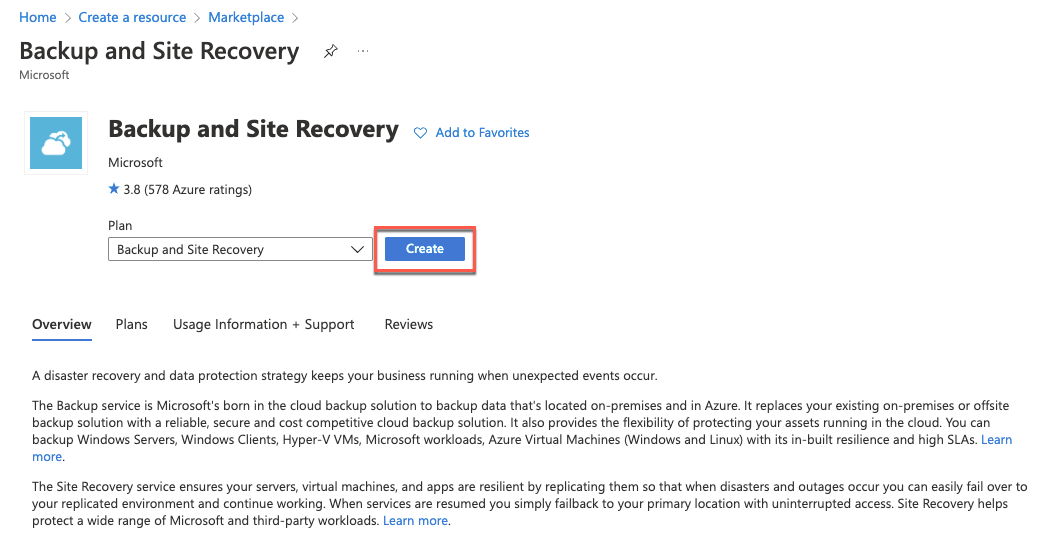 Home > Create a resource > Marketplace >
Backup and Site Recovery ...
Microsoft
Backup and Site Recovery Add to Favorites
Microsoft
3.8 (578 Azure ratings)
Plan
Backup and Site Recovery Create
Overview Plans Usage Information + Support Reviews
A disaster recovery and data protection strategy keeps your business running when unexpected events occur.
The Backup service is Microsoft's born in the cloud backup solution to backup data that's located on-premises and in Azure. It replaces your existing on-premises or offsite
backup solution with a reliable, secure and cost competitive cloud backup solution. It also provides the flexibility of protecting your assets running in the cloud. You can
backup Windows Servers, Windows Clients, Hyper-V VMs, Microsoft workloads, Azure Virtual Machines (Windows and Linux) with its in-built resilience and high SLAs. Learn
more.
The Site Recovery service ensures your servers, virtual machines, and apps are resilient by replicating them so that when disasters and outages occur you can easily fail over to
your replicated environment and continue working. When services are resumed you simply failback to your primary location with uninterrupted access. Site Recovery helps
protect a wide range of Microsoft and third-party workloads. Learn more.